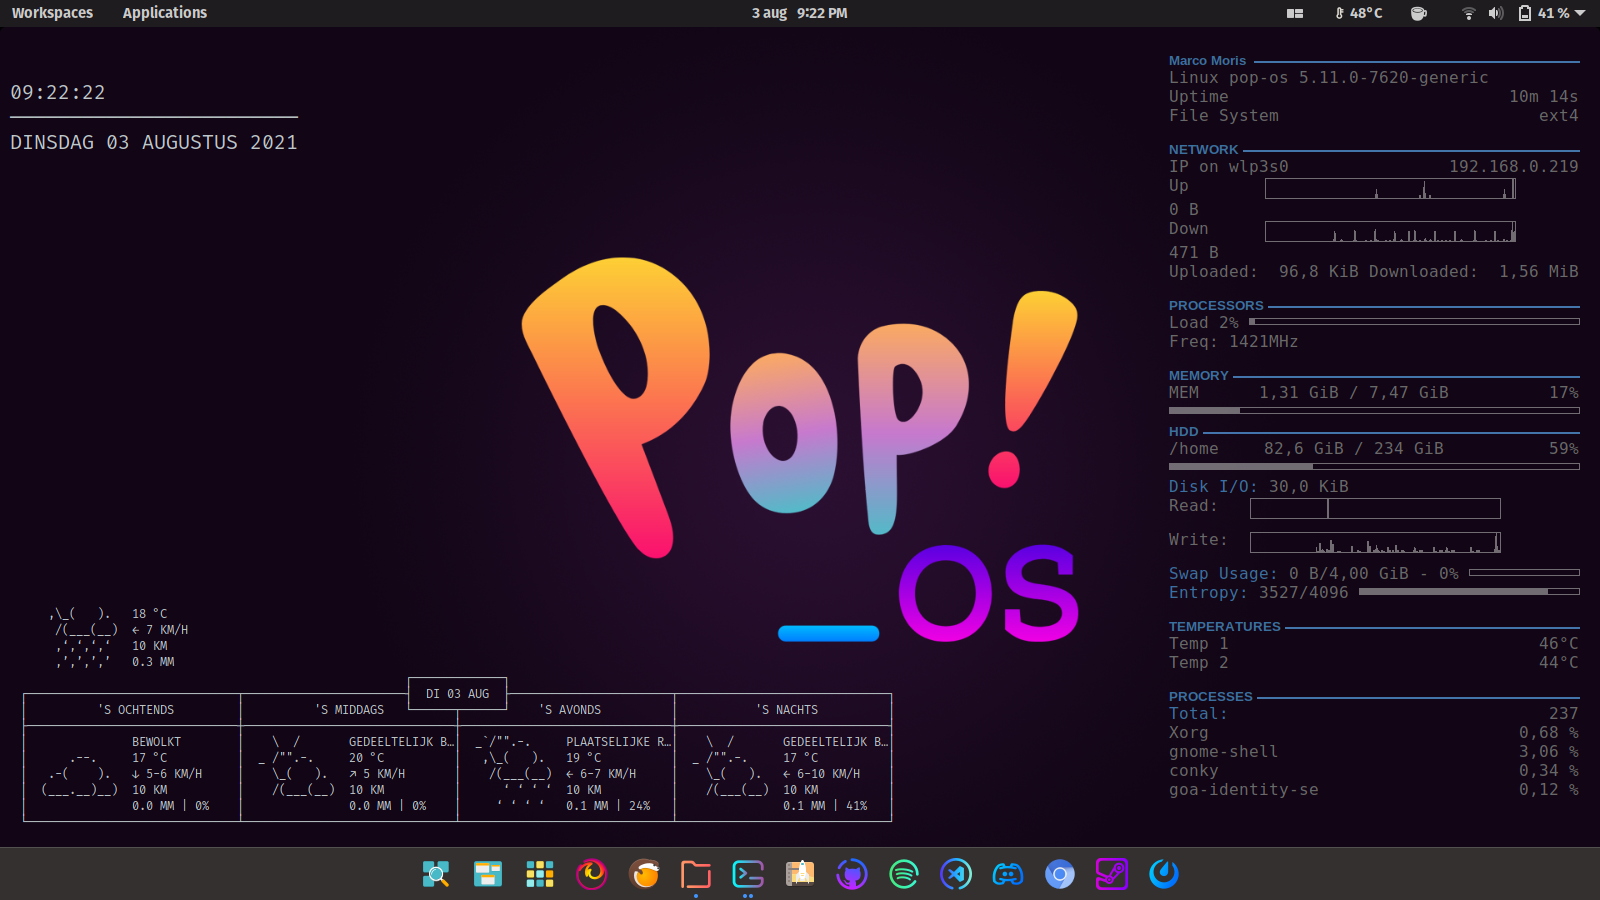 Workspaces Applications 3 aug 9:22 PM 48°C 41 %
09:22:22
DINSDAG 03 AUGUSTUS 2021
Marco Moris
Linux pop-os 5.11.0-7620-generic
Uptime 10m 14s
File System ext4
NETWORK
IP on wlp3s0 192.168.0.219
Up
0 B
Down
471 B
Uploaded: 96,8 KiB Downloaded: 1,56 MiB
PROCESSORS
Load 2%
Freq: 1421MHz
MEMORY
MEM 1,31 GiB / 7,47 GiB 17%
HDD
/home 82,6 GiB / 234 GiB 59%
Disk I/O: 30,0 KiB
Read:
Write:
Swap Usage: 0 B/4,00 GiB - 0%
Entropy: 3527/4096
TEMPERATURES
Temp 1 46°C
Temp 2 44°C
PROCESSES
Total: 237
Xorg 0,68 %
gnome-shell 3,06 %
conky 0,34 %
goa-identity-se 0,12 %
Pop!
_OS
18 °C
← 7 KM/H
10 KM
0.3 MM
DI 03 AUG
'S OCHTENDS 'S MIDDAGS 'S AVONDS 'S NACHTS
BEWOLKT GEDEELTELIJK B… PLAATSELIJKE R… GEDEELTELIJK B…
17 °C 20 °C 19 °C 17 °C
↓ 5-6 KM/H ↗ 5 KM/H ← 6-7 KM/H ← 6-10 KM/H
10 KM 10 KM 10 KM 10 KM
0.0 MM | 0% 0.0 MM | 0% 0.1 MM | 24% 0.1 MM | 41%